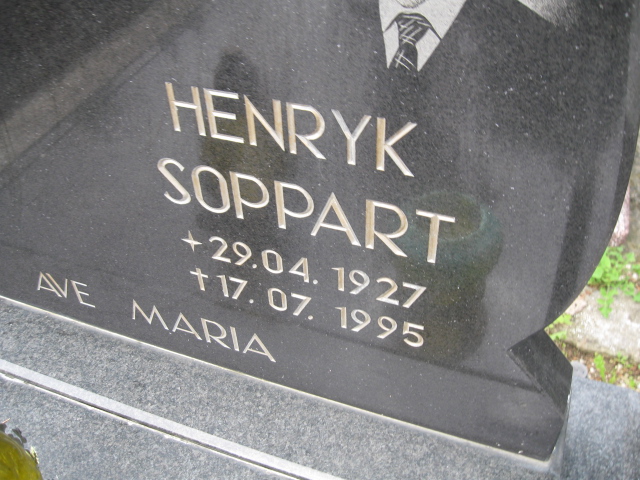 HENRYK
SOPPART
+29.04.1927
†17.07.1995
AVE MARIA